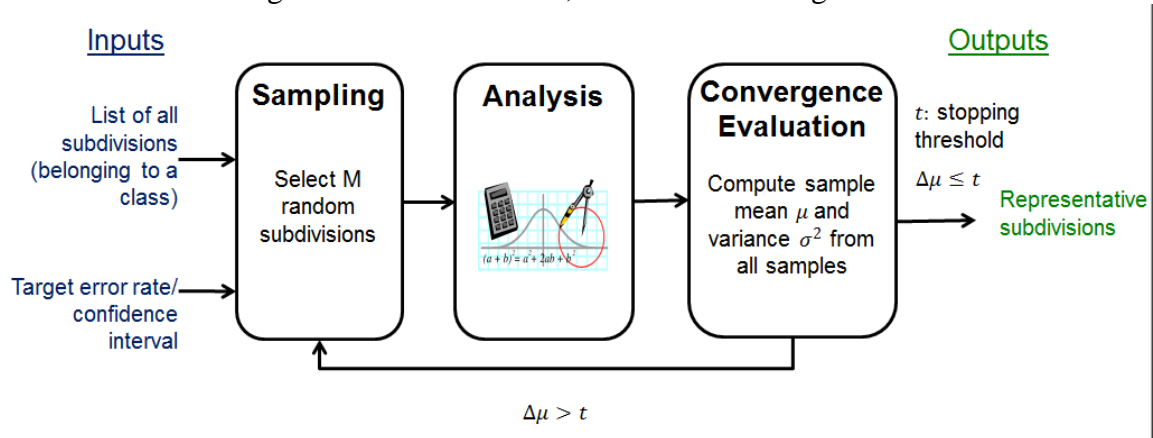 Inputs
Outputs
List of all
subdivisions
(belonging to a
class)
Target error rate/
confidence
interval
Sampling
Select M
random
subdivisions
Analysis
(a + b)² = a² + 2ab + b²
Convergence
Evaluation
Compute sample
mean μ and
variance σ² from
all samples
t: stopping
threshold
Δμ ≤ t
Representative
subdivisions
Δμ > t